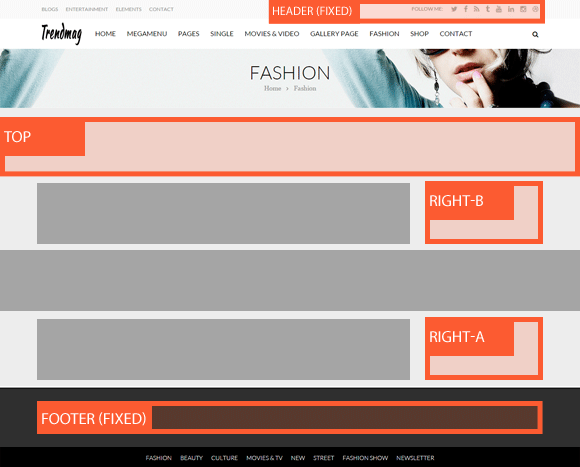 BLOGS ENTERTAINMENT ELEMENTS CONTACT
HEADER (FIXED)
FOLLOW ME:
Trendmag
HOME MEGAMENU PAGES SINGLE MOVIES & VIDEO GALLERY PAGE FASHION SHOP CONTACT
FASHION
Home › Fashion
TOP
RIGHT-B
RIGHT-A
FOOTER (FIXED)
FASHION BEAUTY CULTURE MOVIES & TV NEW STREET FASHION SHOW NEWSLETTER